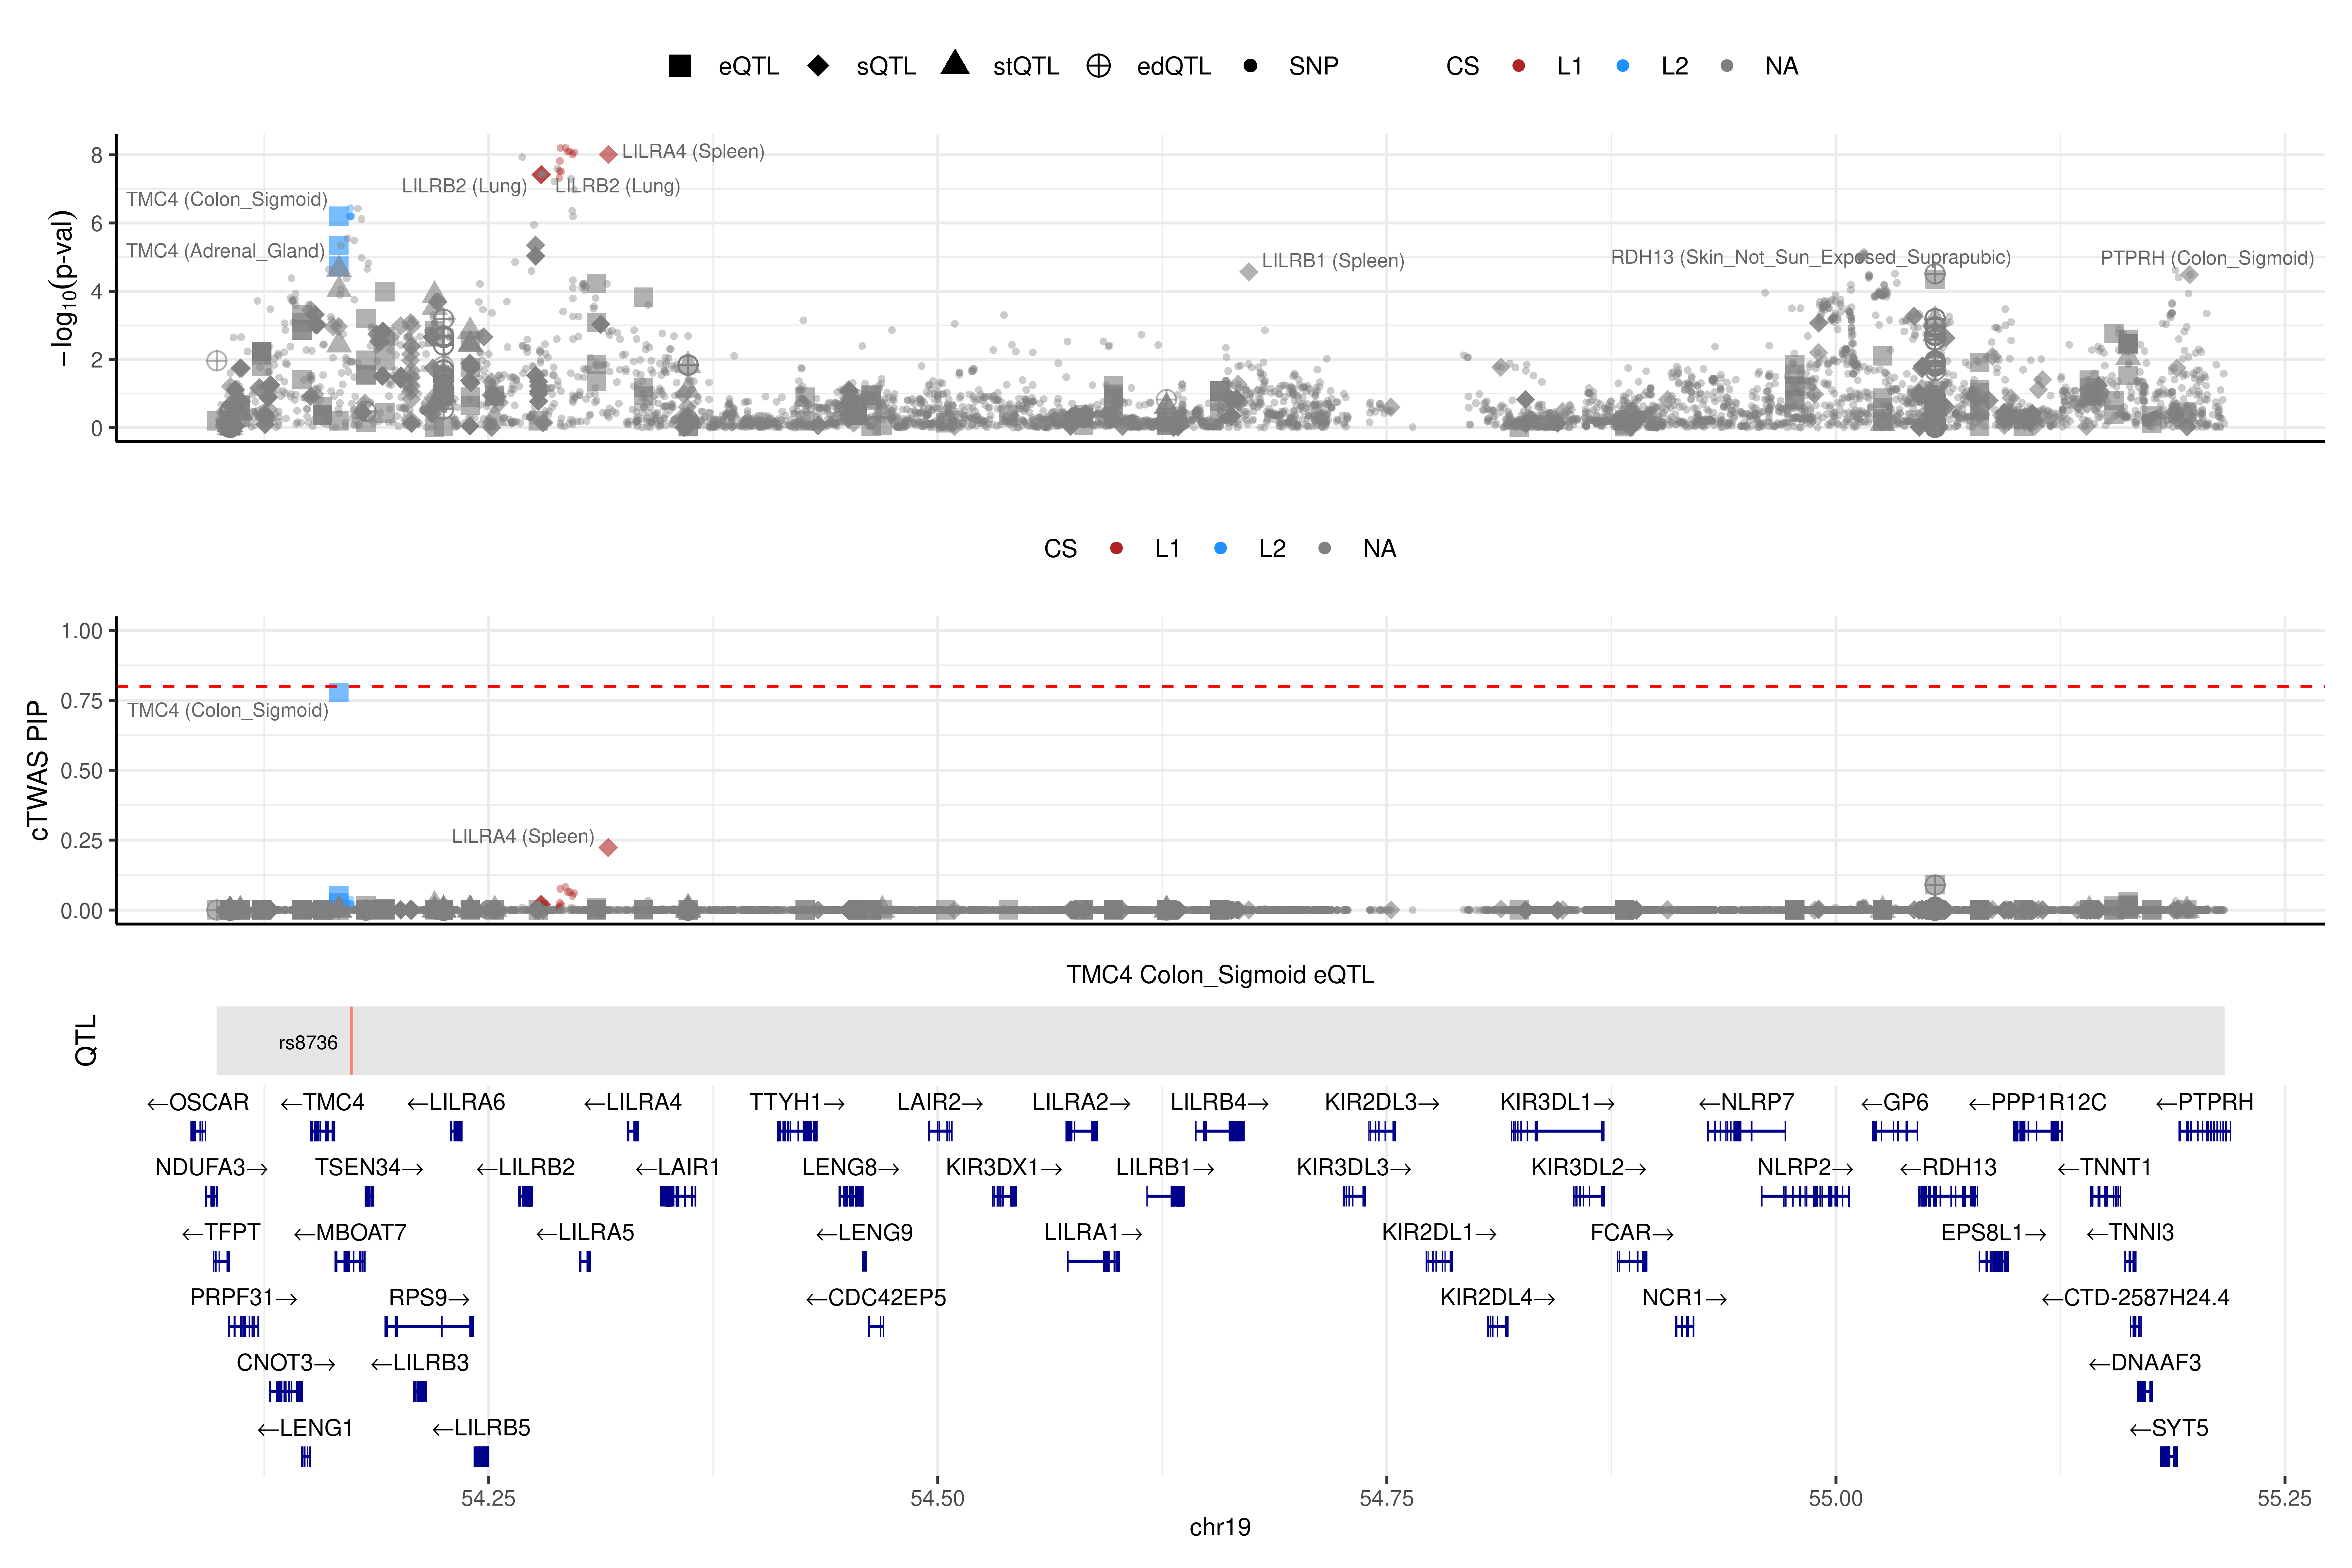 eQTL sQTL stQTL edQTL SNP CS L1 L2 NA
−log10(p-val)
8
6
4
2
0
LILRA4 (Spleen)
LILRB2 (Lung) LILRB2 (Lung)
TMC4 (Colon_Sigmoid)
TMC4 (Adrenal_Gland)
LILRB1 (Spleen)
RDH13 (Skin_Not_Sun_Exposed_Suprapubic)
PTPRH (Colon_Sigmoid)
CS L1 L2 NA
cTWAS PIP
1.00
0.75
0.50
0.25
0.00
TMC4 (Colon_Sigmoid)
LILRA4 (Spleen)
TMC4 Colon_Sigmoid eQTL
QTL
rs8736
←OSCAR ←TMC4 ←LILRA6 ←LILRA4 TTYH1→ LAIR2→ LILRA2→ LILRB4→ KIR2DL3→ KIR3DL1→ ←NLRP7 ←GP6 ←PPP1R12C ←PTPRH
NDUFA3→ TSEN34→ ←LILRB2 ←LAIR1 LENG8→ KIR3DX1→ LILRB1→ KIR3DL3→ KIR3DL2→ NLRP2→ ←RDH13 ←TNNT1
←TFPT ←MBOAT7 ←LILRA5 ←LENG9 LILRA1→ KIR2DL1→ FCAR→ EPS8L1→ ←TNNI3
PRPF31→ RPS9→ ←CDC42EP5 KIR2DL4→ NCR1→ ←CTD-2587H24.4
CNOT3→ ←LILRB3 ←DNAAF3
←LENG1 ←LILRB5 ←SYT5
54.25 54.50 54.75 55.00 55.25
chr19